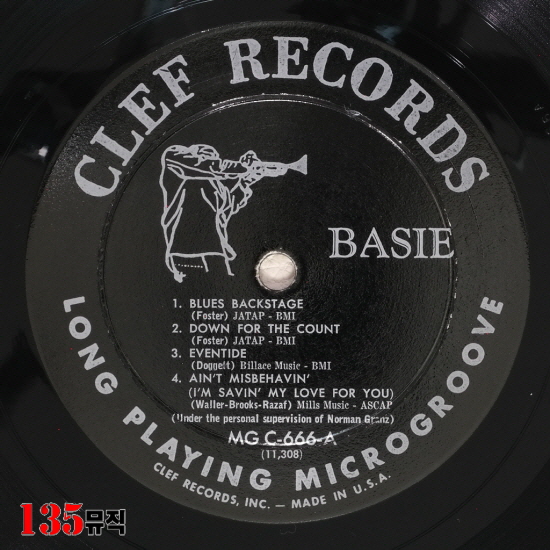 CLEF RECORDS
BASIE
1. BLUES BACKSTAGE
(Foster) JATAP - BMI
2. DOWN FOR THE COUNT
(Foster) JATAP - BMI
3. EVENTIDE
(Doggett) Billace Music - BMI
4. AIN'T MISBEHAVIN'
(I'M SAVIN' MY LOVE FOR YOU)
(Waller-Brooks-Razaf) Mills Music - ASCAP
(Under the personal supervision of Norman Granz)
MG C-666-A
(11,308)
LONG PLAYING MICROGROOVE
CLEF RECORDS, INC. — MADE IN U.S.A.
135뮤직